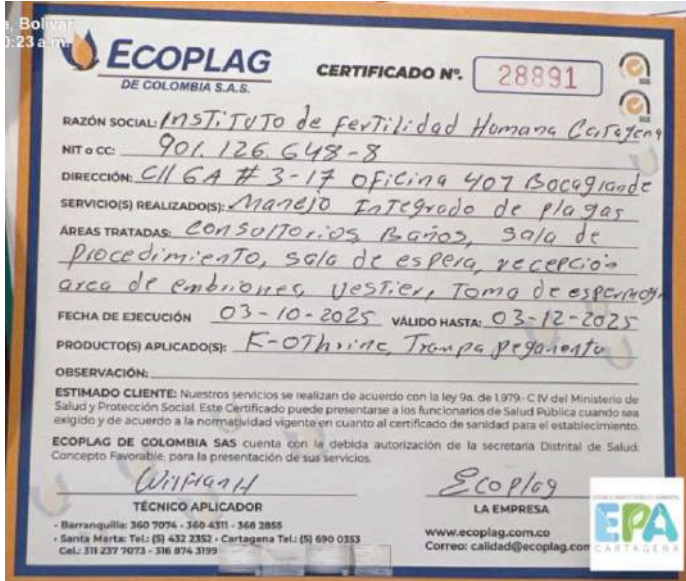 a, Bolívar
0:23 a.m.
ECOPLAG
DE COLOMBIA S.A.S.
CERTIFICADO Nº. 28891
RAZÓN SOCIAL: Instituto de Fertilidad Humana Cartagena
NIT o CC: 901.126.648-8
DIRECCIÓN: Cll 6A # 3-17 Oficina 407 Bocagrande
SERVICIO(S) REALIZADO(S): Manejo Integrado de plagas
ÁREAS TRATADAS: Consultorios, Baños, sala de
procedimiento, sala de espera, recepción
area de embriones, vestier, Toma de
FECHA DE EJECUCIÓN 03-10-2025 VÁLIDO HASTA: 03-12-2025
PRODUCTO(S) APLICADO(S): K-Othrine, Trampa pegamento
OBSERVACIÓN:
ESTIMADO CLIENTE: Nuestros servicios se realizan de acuerdo con la ley 9a. de 1.979.- C IV del Ministerio de
Salud y Protección Social. Este Certificado puede presentarse a los funcionarios de Salud Pública cuando sea
exigido y de acuerdo a la normatividad vigente en cuanto al certificado de sanidad para el establecimiento.
ECOPLAG DE COLOMBIA SAS cuenta con la debida autorización de la secretaria Distrital de Salud:
Concepto Favorable, para la presentación de sus servicios.
Ecoplag
TÉCNICO APLICADOR
LA EMPRESA
• Barranquilla: 360 7074 - 360 4311 - 368 2855
• Santa Marta: Tel.: (5) 432 2352 • Cartagena Tel.: (5) 690 0353
Cel.: 311 237 7073 - 316 874 3199
www.ecoplag.com.co
Correo: calidad@ecoplag.com
EPA
CARTAGENA